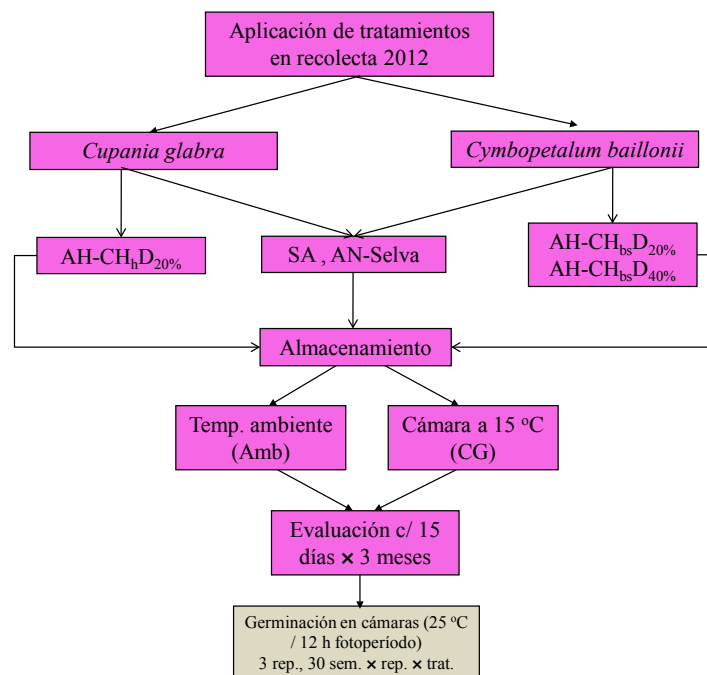 Aplicación de tratamientos
en recolecta 2012
Cupania glabra
Cymbopetalum baillonii
AH-CHhD20%
SA , AN-Selva
AH-CHbsD20%
AH-CHbsD40%
Almacenamiento
Temp. ambiente
(Amb)
Cámara a 15 ºC
(CG)
Evaluación c/ 15
días × 3 meses
Germinación en cámaras (25 ºC
/ 12 h fotoperíodo)
3 rep., 30 sem. × rep. × trat.